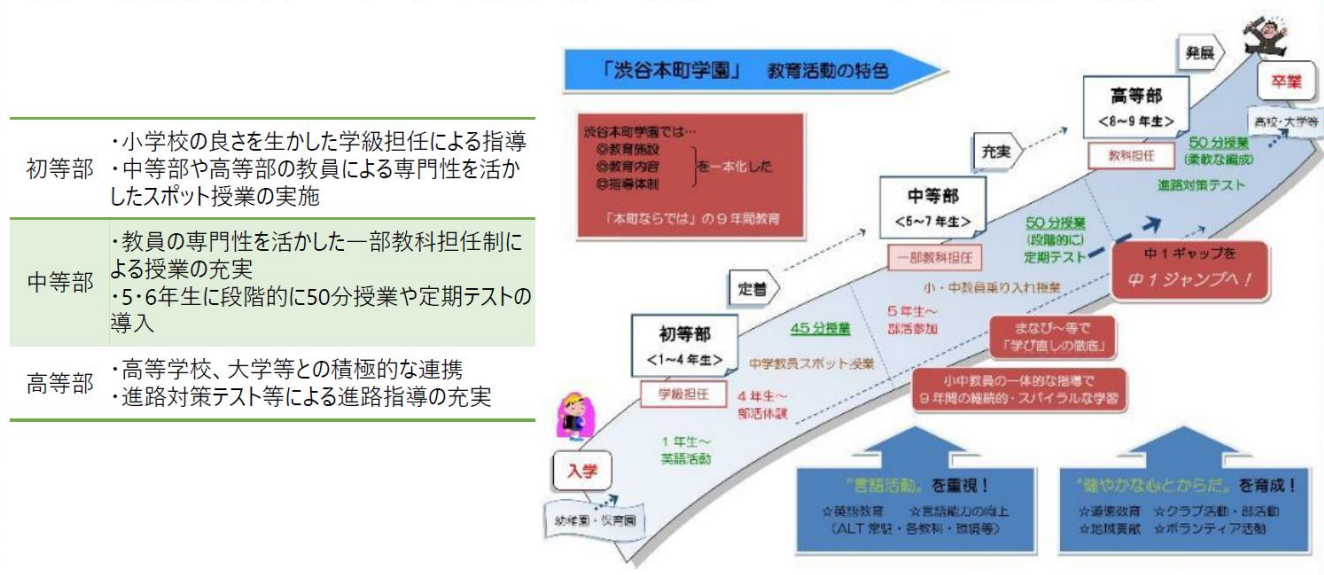 初等部
・小学校の良さを生かした学級担任による指導
・中等部や高等部の教員による専門性を活か
したスポット授業の実施
中等部
・教員の専門性を活かした一部教科担任制に
よる授業の充実
・5・6年生に段階的に50分授業や定期テストの
導入
高等部
・高等学校、大学等との積極的な連携
・進路対策テスト等による進路指導の充実
「渋谷本町学園」 教育活動の特色
渋谷本町学園では…
◎教育施設
◎教育内容
◎指導体制
を一本化した
「本町ならでは」の９年間教育
発展
卒業
高校・大学等
高等部
<8～9 年生>
教科担任
50 分授業
(柔軟な編成)
進路対策テスト
充実
中等部
<5～7 年生>
一部教科担任
50 分授業
(段階的に)
定期テスト
小・中教員乗り入れ授業
5 年生～
部活参加
中１ギャップを
中１ジャンプへ！
定着
初等部
<1～4 年生>
学級担任
45 分授業
中学教員スポット授業
4 年生～
部活体験
1 年生～
英語活動
まなび～等で
「学び直しの徹底」
小中教員の一体的な指導で
９年間の継続的・スパイラルな学習
入学
幼稚園・保育園
"言語活動"を重視！
☆英語教育 ☆言語能力の向上
（ALT 常駐・各教科・環境等）
"健やかな心とからだ"を育成！
☆道徳教育 ☆クラブ活動・部活動
☆地域貢献 ☆ボランティア活動